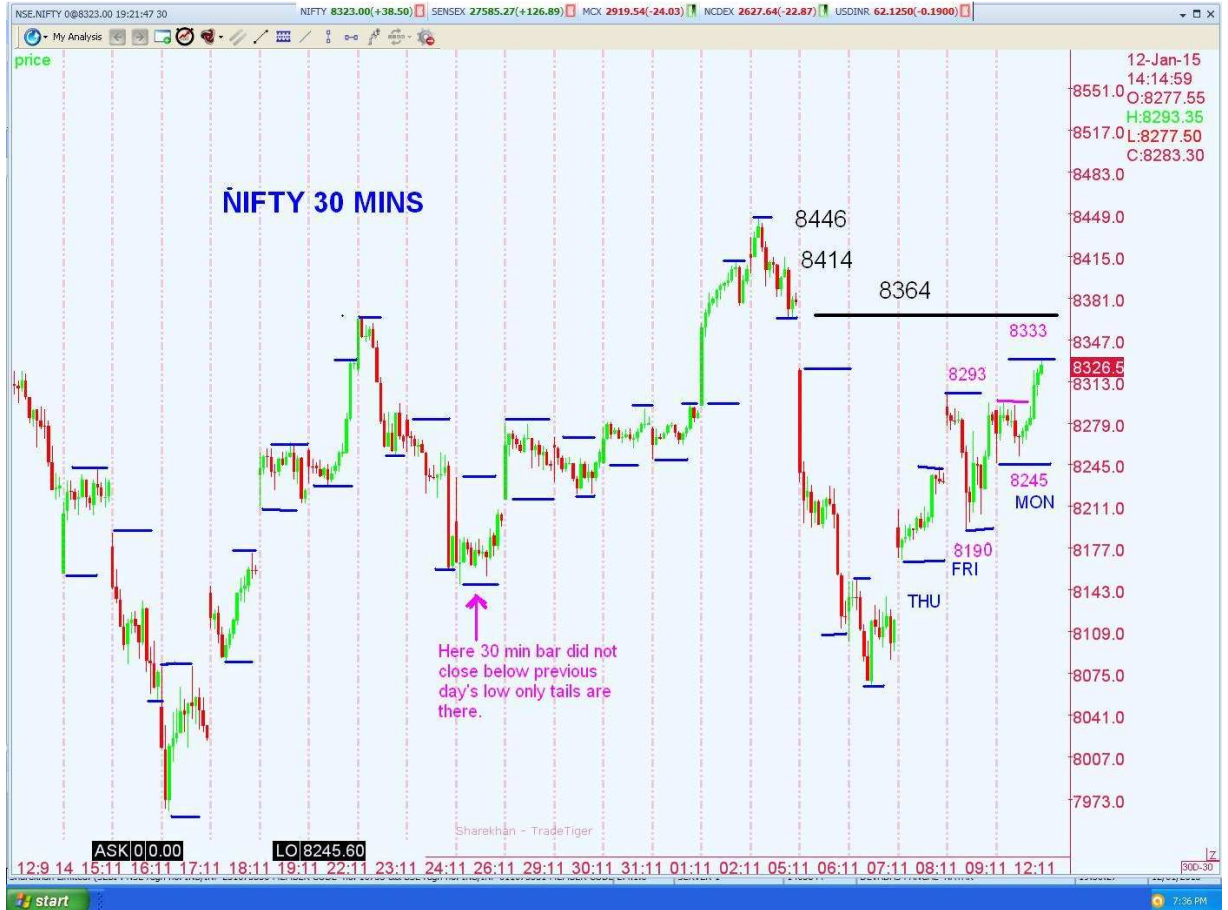 NSE.NIFTY 0@8323.00 19:21:47 30
NIFTY 8323.00(+38.50) SENSEX 27585.27(+126.89) MCX 2919.54(-24.03) NCDEX 2627.64(-22.87) USDINR 62.1250(-0.1900)
My Analysis
price
12-Jan-15
14:14:59
O:8277.55
H:8293.35
L:8277.50
C:8283.30
8551.0
8517.0
8483.0
8449.0
8415.0
8381.0
8347.0
8326.5
8313.0
8279.0
8245.0
8211.0
8177.0
8143.0
8109.0
8075.0
8041.0
8007.0
7973.0
NIFTY 30 MINS
8446
8414
8364
8333
8293
8245
MON
8190
FRI
THU
Here 30 min bar did not
close below previous
day's low only tails are
there.
Sharekhan - TradeTiger
ASK 0 0.00
LO 8245.60
12:9 14 15:11 16:11 17:11 18:11 19:11 22:11 23:11 24:11 26:11 29:11 30:11 31:11 01:11 02:11 05:11 06:11 07:11 08:11 09:11 12:11
Z
30D-30
start
7:36 PM